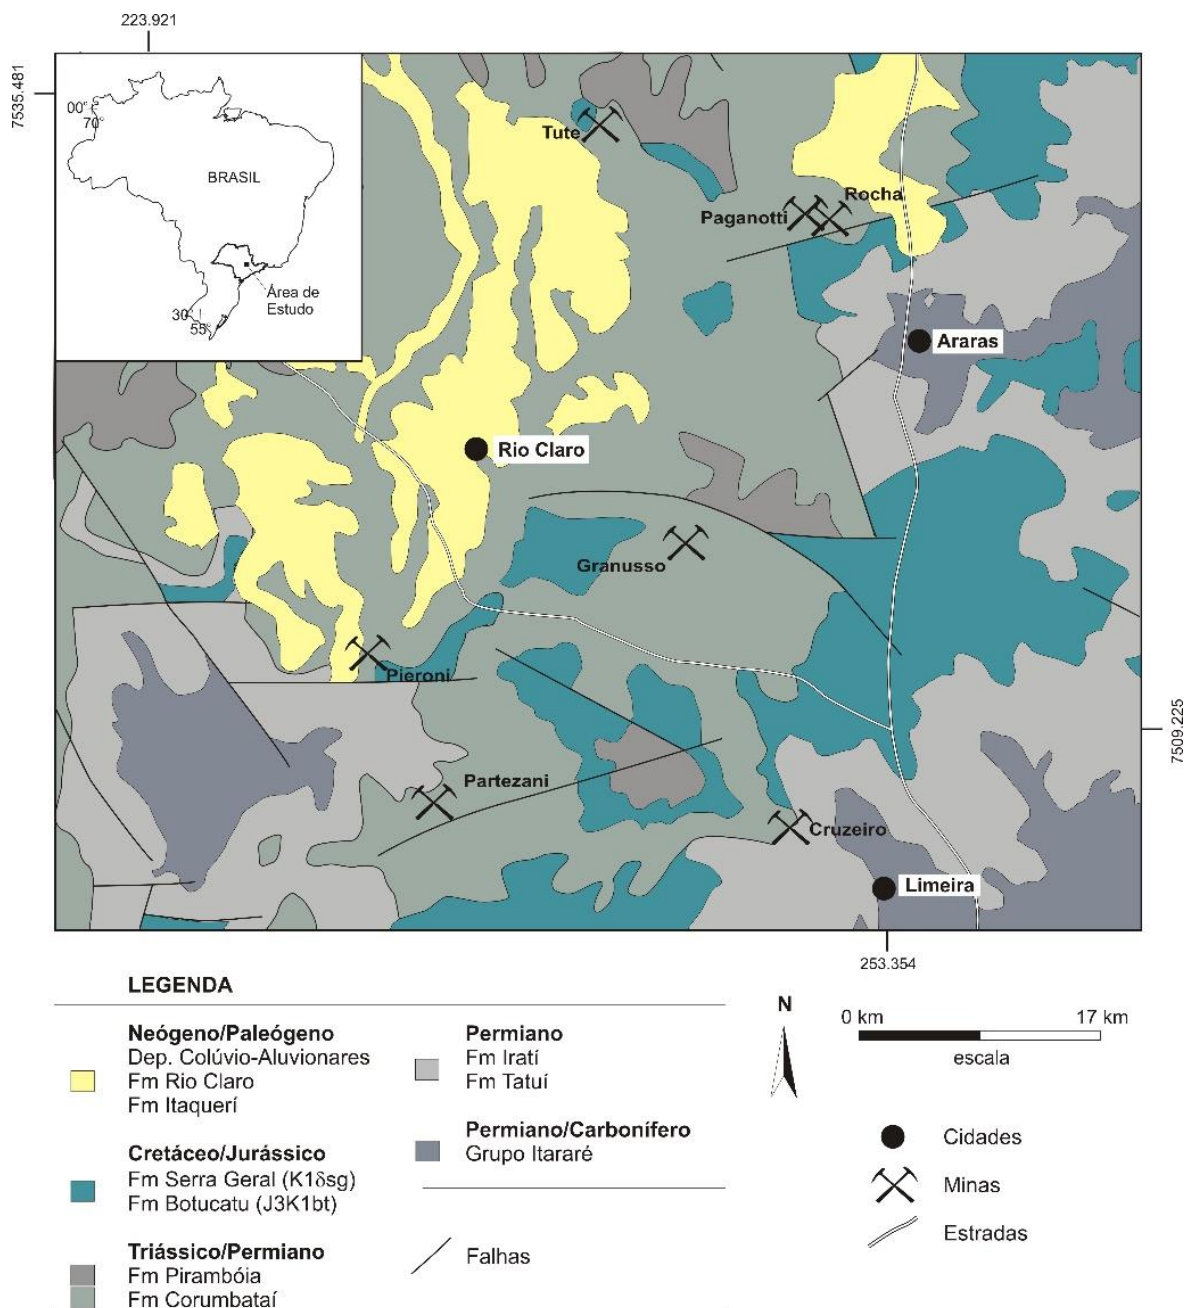 223.921
7535.481
00°
70°
BRASIL
Área de
Estudo
30°
55°
Tute
Rocha
Paganotti
Araras
Rio Claro
Granusso
Pieroni
7509.225
Partezani
Cruzeiro
Limeira
253.354
LEGENDA
Neógeno/Paleógeno
Dep. Colúvio-Aluvionares
Fm Rio Claro
Fm Itaquerí
Cretáceo/Jurássico
Fm Serra Geral (K1δsg)
Fm Botucatu (J3K1bt)
Triássico/Permiano
Fm Pirambóia
Fm Corumbataí
Permiano
Fm Iratí
Fm Tatuí
Permiano/Carbonífero
Grupo Itararé
Falhas
N
0 km 17 km
escala
Cidades
Minas
Estradas